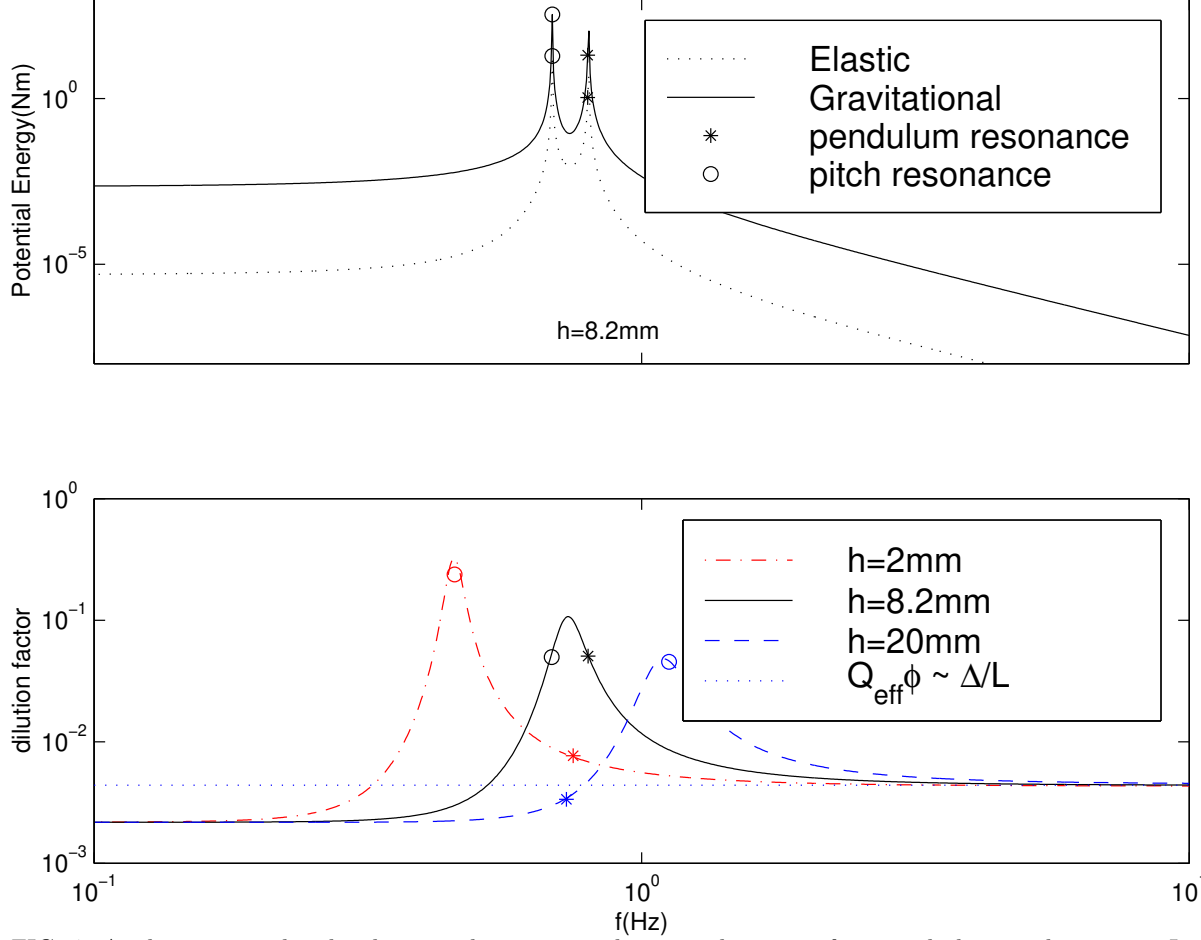 Potential Energy(Nm)
10^0
10^−5
Elastic
Gravitational
pendulum resonance
pitch resonance
h=8.2mm
dilution factor
10^0
10^−1
10^−2
10^−3
h=2mm
h=8.2mm
h=20mm
Q_eff ϕ ~ Δ/L
10^−1
10^0
10
f(Hz)